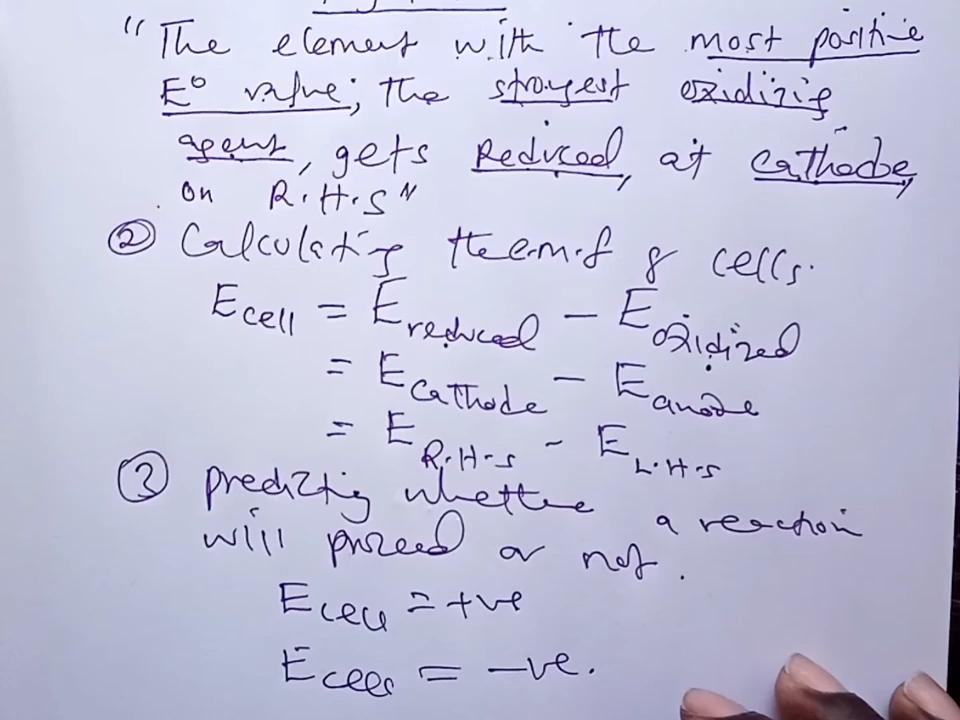 "The element with the most positive
E° value; the strongest oxidizing
agent, gets Reduced, at Cathode,
on R.H.S"
② Calculating the e.m.f of cells.
Ecell = Ereduced - Eoxidized
= ECathode - Eanode
= ER.H.S - EL.H.S
③ predicting whether a reaction
will proceed or not.
Ecell = +ve
Ecell = -ve.